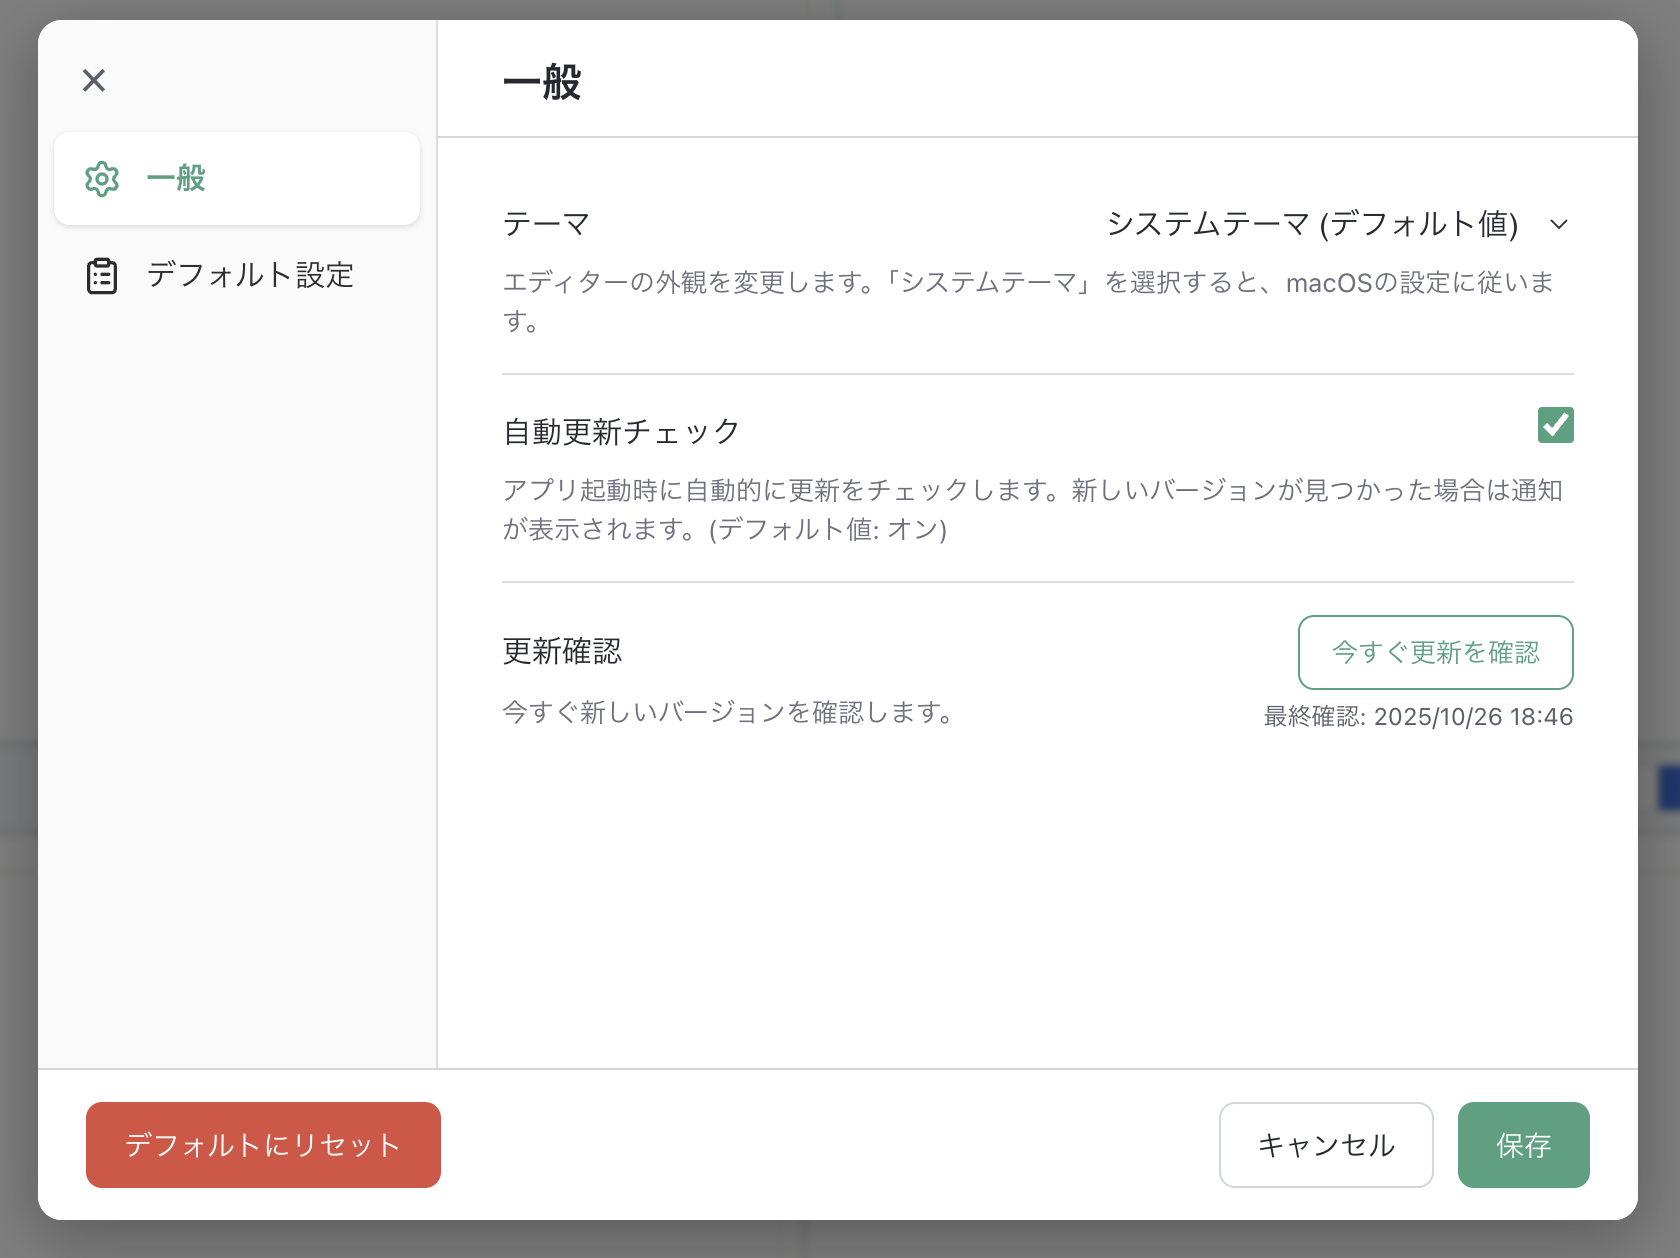 一般
一般
デフォルト設定
テーマ
システムテーマ (デフォルト値)
エディターの外観を変更します。「システムテーマ」を選択すると、macOSの設定に従いま
す。
自動更新チェック
アプリ起動時に自動的に更新をチェックします。新しいバージョンが見つかった場合は通知
が表示されます。(デフォルト値: オン)
更新確認
今すぐ更新を確認
今すぐ新しいバージョンを確認します。
最終確認: 2025/10/26 18:46
デフォルトにリセット
キャンセル
保存